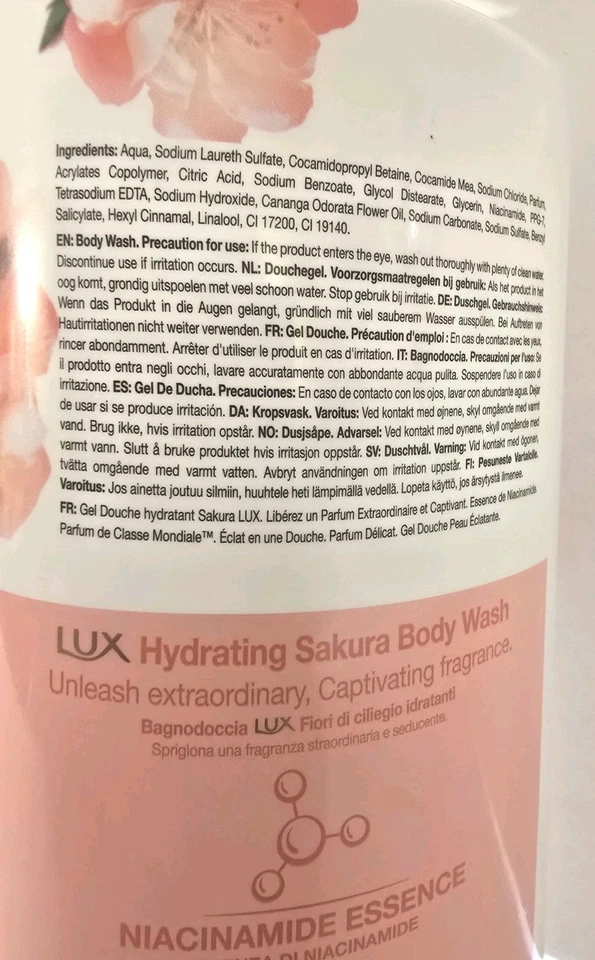 Ingredients: Aqua, Sodium Laureth Sulfate, Cocamidopropyl Betaine, Cocamide Mea, Sodium Chloride, Parfum,
Acrylates Copolymer, Citric Acid, Sodium Benzoate, Glycol Distearate, Glycerin, Niacinamide, PPG-7,
Tetrasodium EDTA, Sodium Hydroxide, Cananga Odorata Flower Oil, Sodium Carbonate, Sodium Sulfate, Benzyl
Salicylate, Hexyl Cinnamal, Linalool, CI 17200, CI 19140.
EN: Body Wash. Precaution for use: If the product enters the eye, wash out thoroughly with plenty of clean water.
Discontinue use if irritation occurs. NL: Douchegel. Voorzorgsmaatregelen bij gebruik: Als het product in het
oog komt, grondig uitspoelen met veel schoon water. Stop gebruik bij irritatie. DE: Duschgel. Gebrauchshinweis:
Wenn das Produkt in die Augen gelangt, gründlich mit viel sauberem Wasser ausspülen. Bei Auftreten von
Hautirritationen nicht weiter verwenden. FR: Gel Douche. Précaution d'emploi : En cas de contact avec les yeux,
rincer abondamment. Arrêter d'utiliser le produit en cas d'irritation. IT: Bagnodoccia. Precauzioni per l'uso: Se
il prodotto entra negli occhi, lavare accuratamente con abbondante acqua pulita. Sospendere l'uso in caso di
irritazione. ES: Gel De Ducha. Precauciones: En caso de contacto con los ojos, lavar con abundante agua. Dejar
de usar si se produce irritación. DA: Kropsvask. Varoitus: Ved kontakt med øjnene, skyl omgående med varmt
vand. Brug ikke, hvis irritation opstår. NO: Dusjsåpe. Advarsel: Ved kontakt med øynene, skyll omgående med
varmt vann. Slutt å bruke produktet hvis irritasjon oppstår. SV: Duschtvål. Varning: Vid kontakt med ögonen,
tvätta omgående med varmt vatten. Avbryt användningen om irritation uppstår. FI: Pesuneste Vartalolle.
Varoitus: Jos ainetta joutuu silmiin, huuhtele heti lämpimällä vedellä. Lopeta käyttö, jos ärsytystä ilmenee.
FR: Gel Douche hydratant Sakura LUX. Libérez un Parfum Extraordinaire et Captivant. Essence de Niacinamide.
Parfum de Classe Mondiale™. Éclat en une Douche. Parfum Délicat. Gel Douche Peau Éclatante.
LUX Hydrating Sakura Body Wash
Unleash extraordinary, Captivating fragrance.
Bagnodoccia LUX Fiori di ciliegio idratanti
Sprigiona una fragranza straordinaria e seducente.
NIACINAMIDE ESSENCE
DI NIACINAMIDE